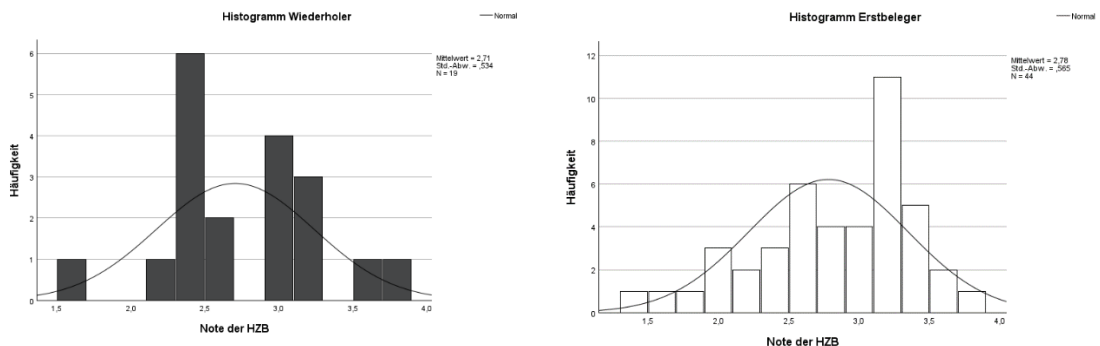 Histogramm Wiederholer
Normal
Mittelwert = 2,71
Std.-Abw. = ,534
N = 19
Häufigkeit
6
5
4
3
2
1
0
1,5 2,0 2,5 3,0 3,5 4,0
Note der HZB
Histogramm Erstbeleger
Normal
Mittelwert = 2,78
Std.-Abw. = ,565
N = 44
Häufigkeit
12
10
8
6
4
2
0
1,5 2,0 2,5 3,0 3,5 4,0
Note der HZB